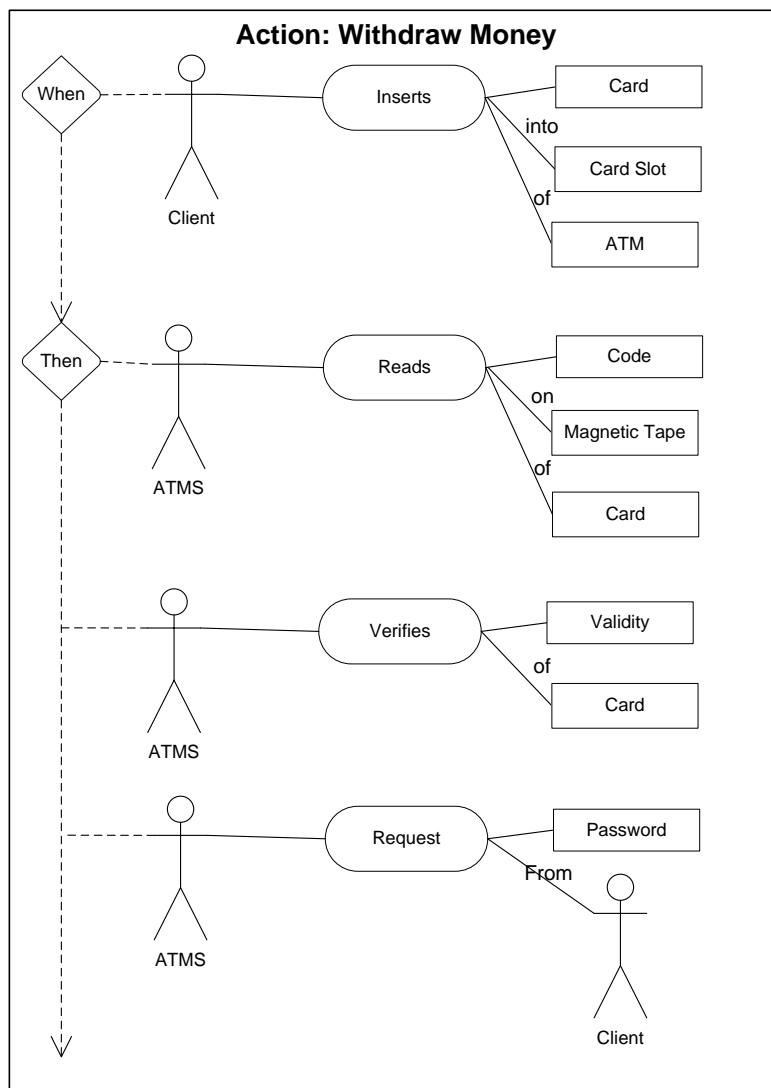 Action: Withdraw Money
When
Inserts
Card
into
Card Slot
of
ATM
Client
Then
Reads
Code
on
Magnetic Tape
of
Card
ATMS
Verifies
Validity
of
Card
ATMS
Request
Password
From
ATMS
Client